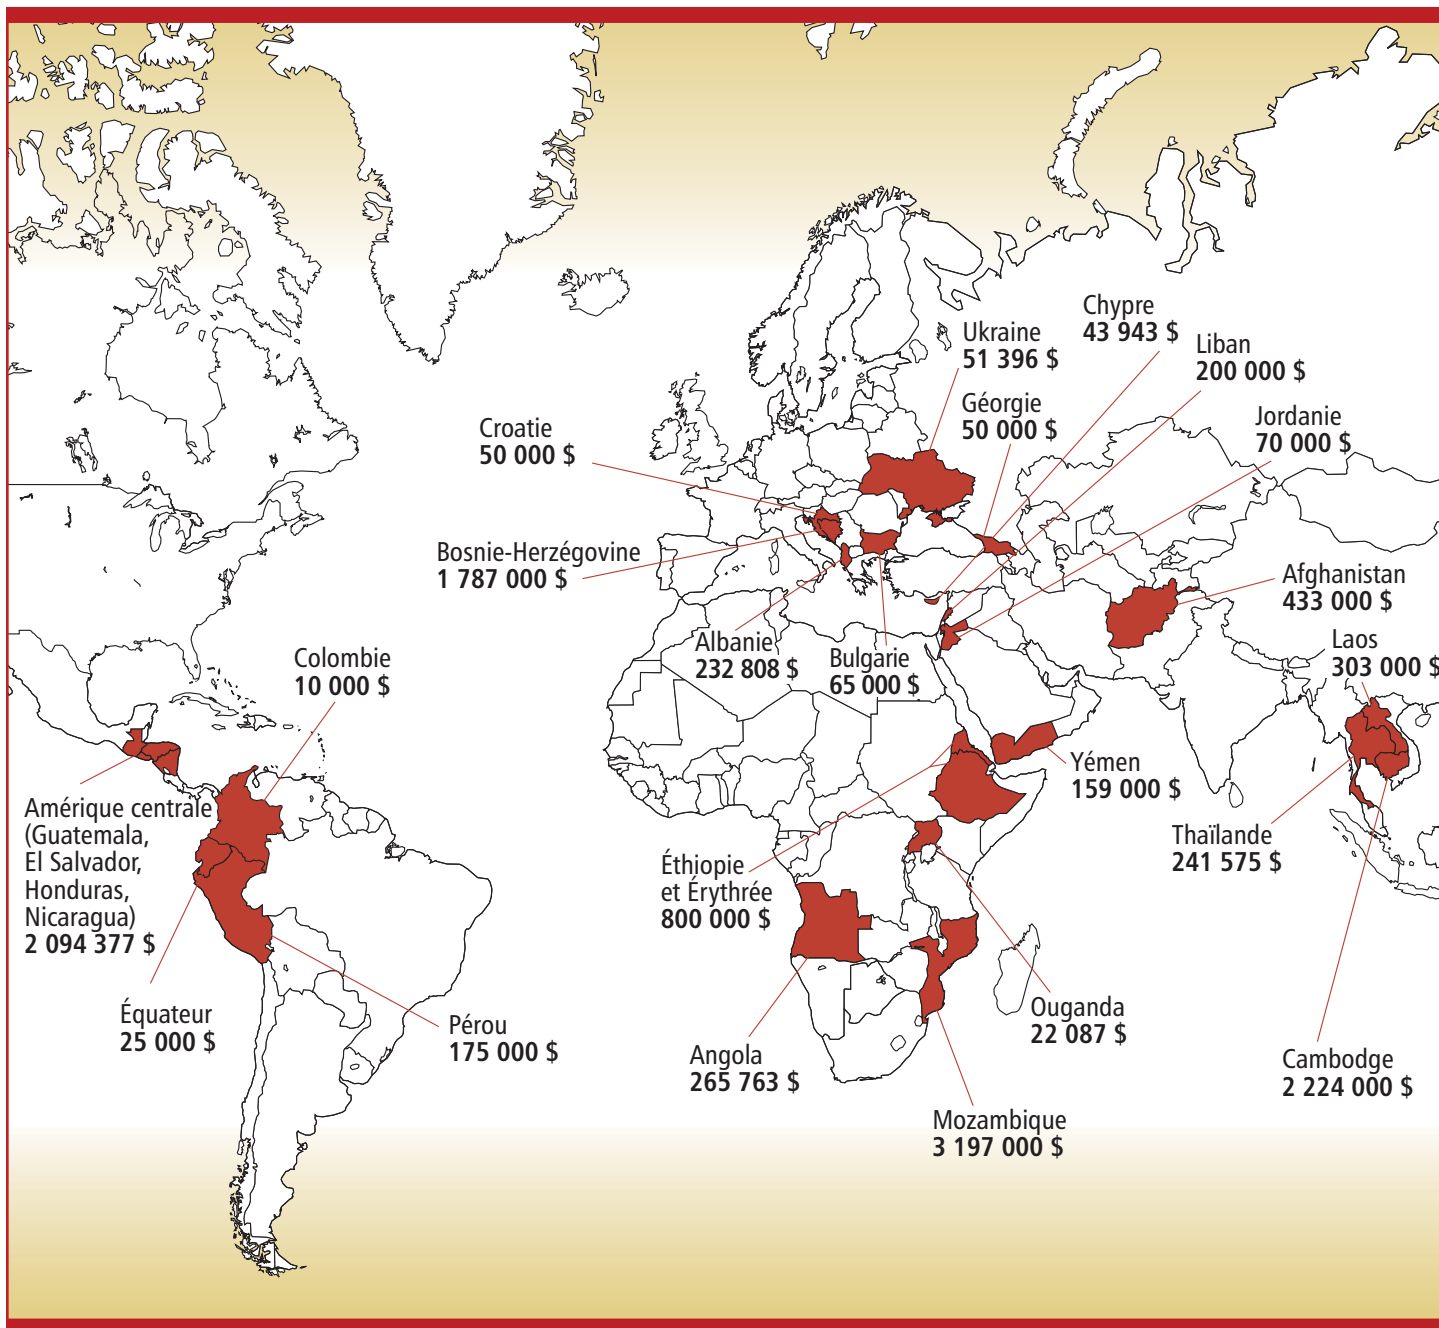 Chypre
43 943 $
Ukraine
51 396 $
Liban
200 000 $
Géorgie
50 000 $
Jordanie
70 000 $
Croatie
50 000 $
Bosnie-Herzégovine
1 787 000 $
Afghanistan
433 000 $
Albanie
232 808 $
Bulgarie
65 000 $
Laos
303 000 $
Colombie
10 000 $
Yémen
159 000 $
Amérique centrale
(Guatemala,
El Salvador,
Honduras,
Nicaragua)
2 094 377 $
Thaïlande
241 575 $
Éthiopie
et Érythrée
800 000 $
Équateur
25 000 $
Pérou
175 000 $
Ouganda
22 087 $
Angola
265 763 $
Cambodge
2 224 000 $
Mozambique
3 197 000 $